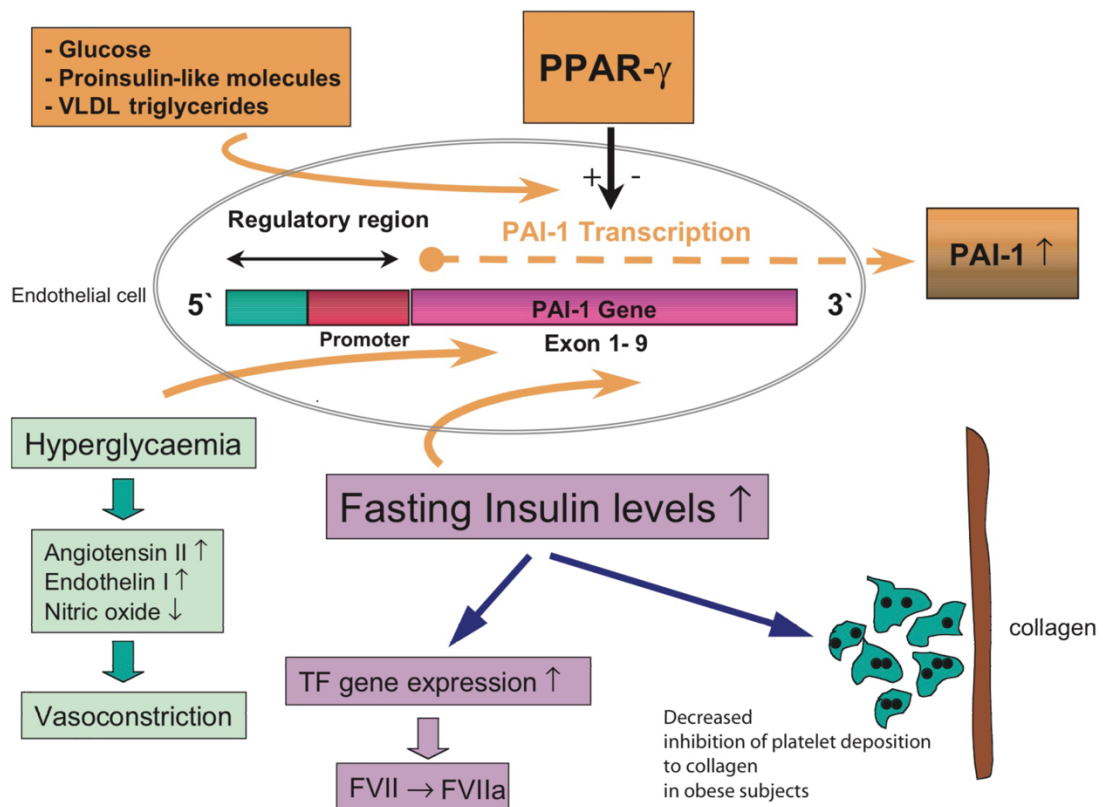 - Glucose
- Proinsulin-like molecules
- VLDL triglycerides
PPAR-γ
+ -
Regulatory region
PAI-1 Transcription
PAI-1 ↑
Endothelial cell
5`
PAI-1 Gene
3`
Promoter
Exon 1- 9
Hyperglycaemia
Fasting Insulin levels ↑
Angiotensin II ↑
Endothelin I ↑
Nitric oxide ↓
collagen
TF gene expression ↑
Vasoconstriction
Decreased
inhibition of platelet deposition
to collagen
in obese subjects
FVII → FVIIa